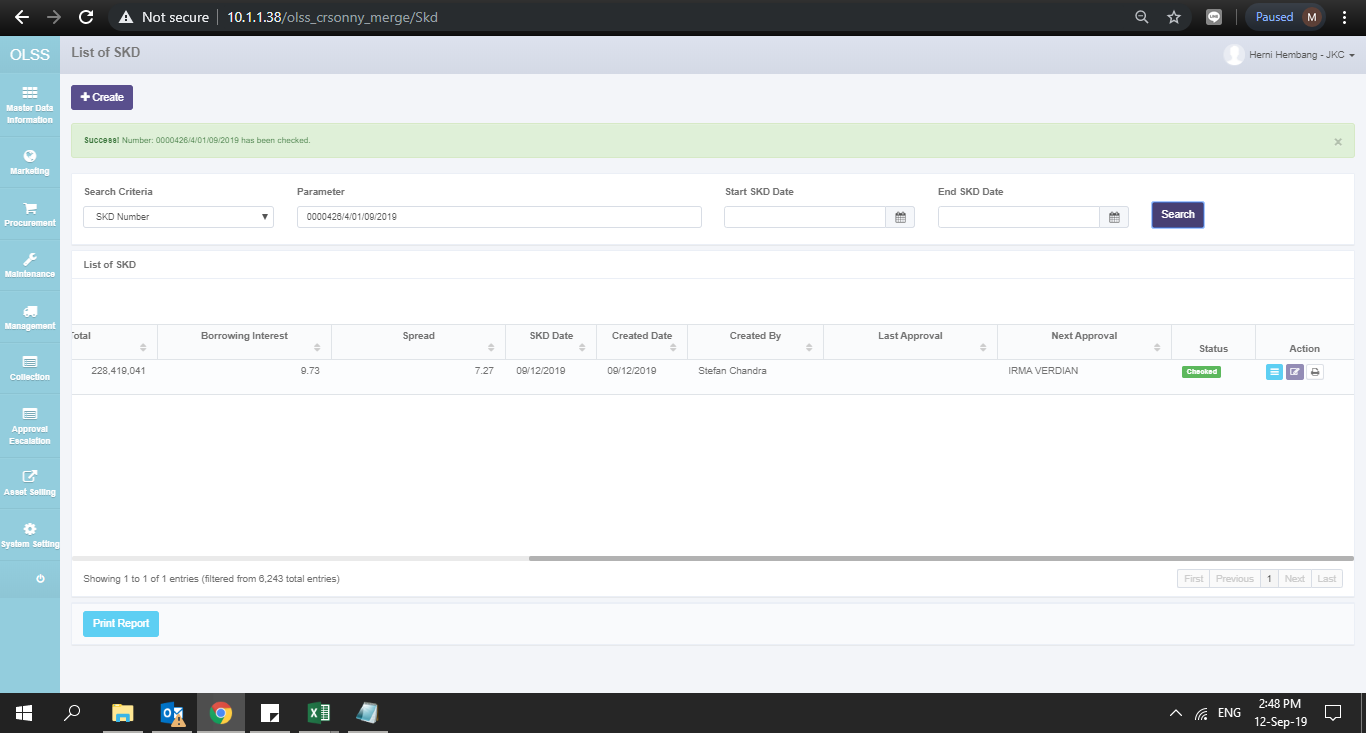 Not secure
10.1.1.38/olss_crsonny_merge/Skd
Paused
M
OLSS
List of SKD
Herni Hembang - JKC
Master Data
Information
Marketing
Procurement
Maintenance
Management
Collection
Approval
Escalation
Asset Selling
System Setting
Create
Success! Number: 0000426/4/01/09/2019 has been checked.
×
Search Criteria
Parameter
Start SKD Date
End SKD Date
SKD Number
0000426/4/01/09/2019
Search
List of SKD
Total
Borrowing Interest
Spread
SKD Date
Created Date
Created By
Last Approval
Next Approval
Status
Action
228,419,041
9.73
7.27
09/12/2019
09/12/2019
Stefan Chandra
IRMA VERDIAN
Checked
Showing 1 to 1 of 1 entries (filtered from 6,243 total entries)
First
Previous
1
Next
Last
Print Report
ENG
2:48 PM
12-Sep-19